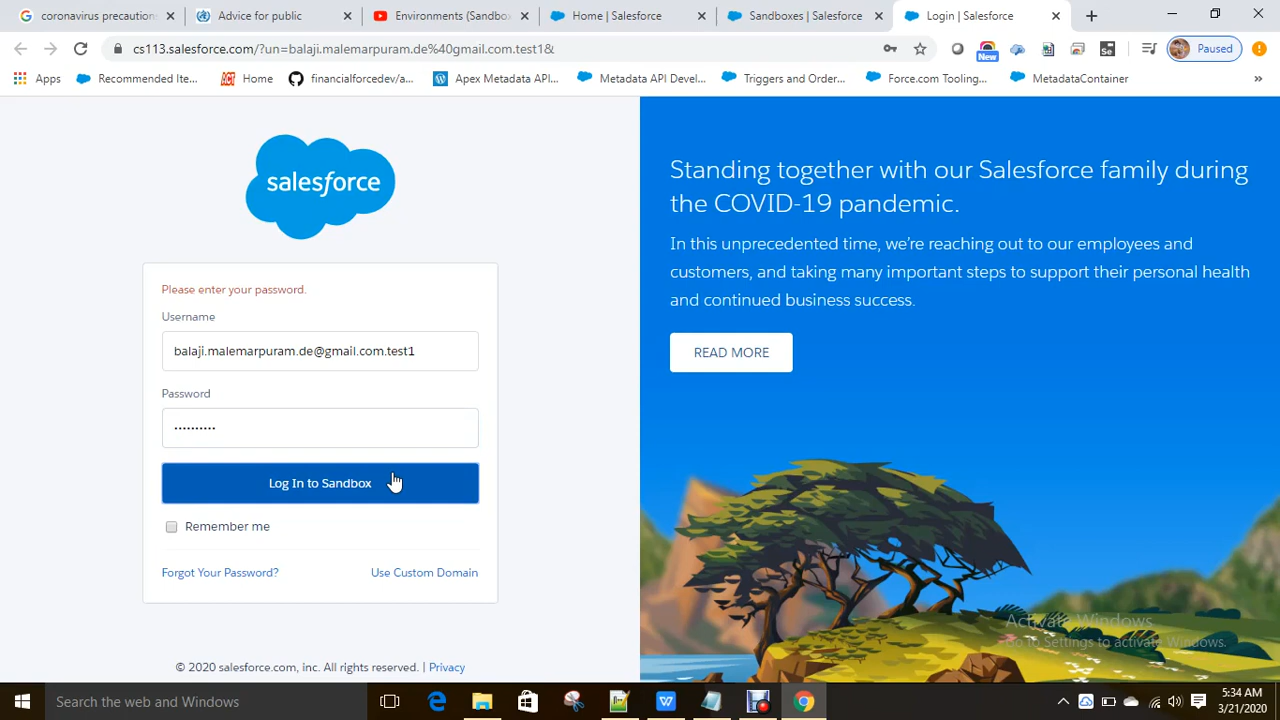 coronavirus precaution
Advice for public
Environments (Sandbox
Home | Salesforce
Sandboxes | Salesforce
Login | Salesforce
cs113.salesforce.com/?un=balaji.malemarpuram.de%40gmail.com.test1&
New
Se
Paused
Apps
Recommended Ite...
ACT
Home
financialforcedev/a...
Apex Metadata API...
Metadata API Devel...
Triggers and Order...
Force.com Tooling...
MetadataContainer
»
salesforce
Please enter your password.
Username
balaji.malemarpuram.de@gmail.com.test1
Password
Log In to Sandbox
Remember me
Forgot Your Password?
Use Custom Domain
© 2020 salesforce.com, inc. All rights reserved. | Privacy
Standing together with our Salesforce family during
the COVID-19 pandemic.
In this unprecedented time, we’re reaching out to our employees and
customers, and taking many important steps to support their personal health
and continued business success.
READ MORE
Activate Windows
Go to Settings to activate Windows.
Search the web and Windows
5:34 AM
3/21/2020